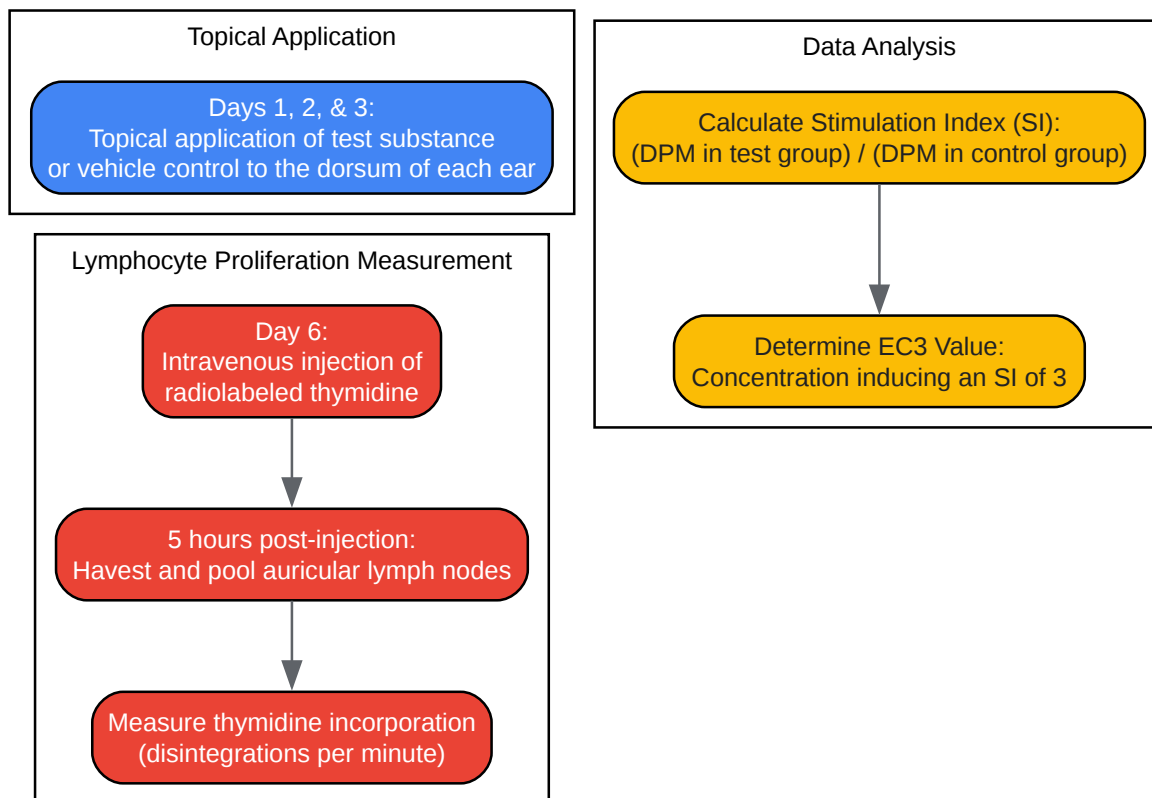 Topical Application
Days 1, 2, & 3:
Topical application of test substance
or vehicle control to the dorsum of each ear
Lymphocyte Proliferation Measurement
Day 6:
Intravenous injection of
radiolabeled thymidine
5 hours post-injection:
Havest and pool auricular lymph nodes
Measure thymidine incorporation
(disintegrations per minute)
Data Analysis
Calculate Stimulation Index (SI):
(DPM in test group) / (DPM in control group)
Determine EC3 Value:
Concentration inducing an SI of 3